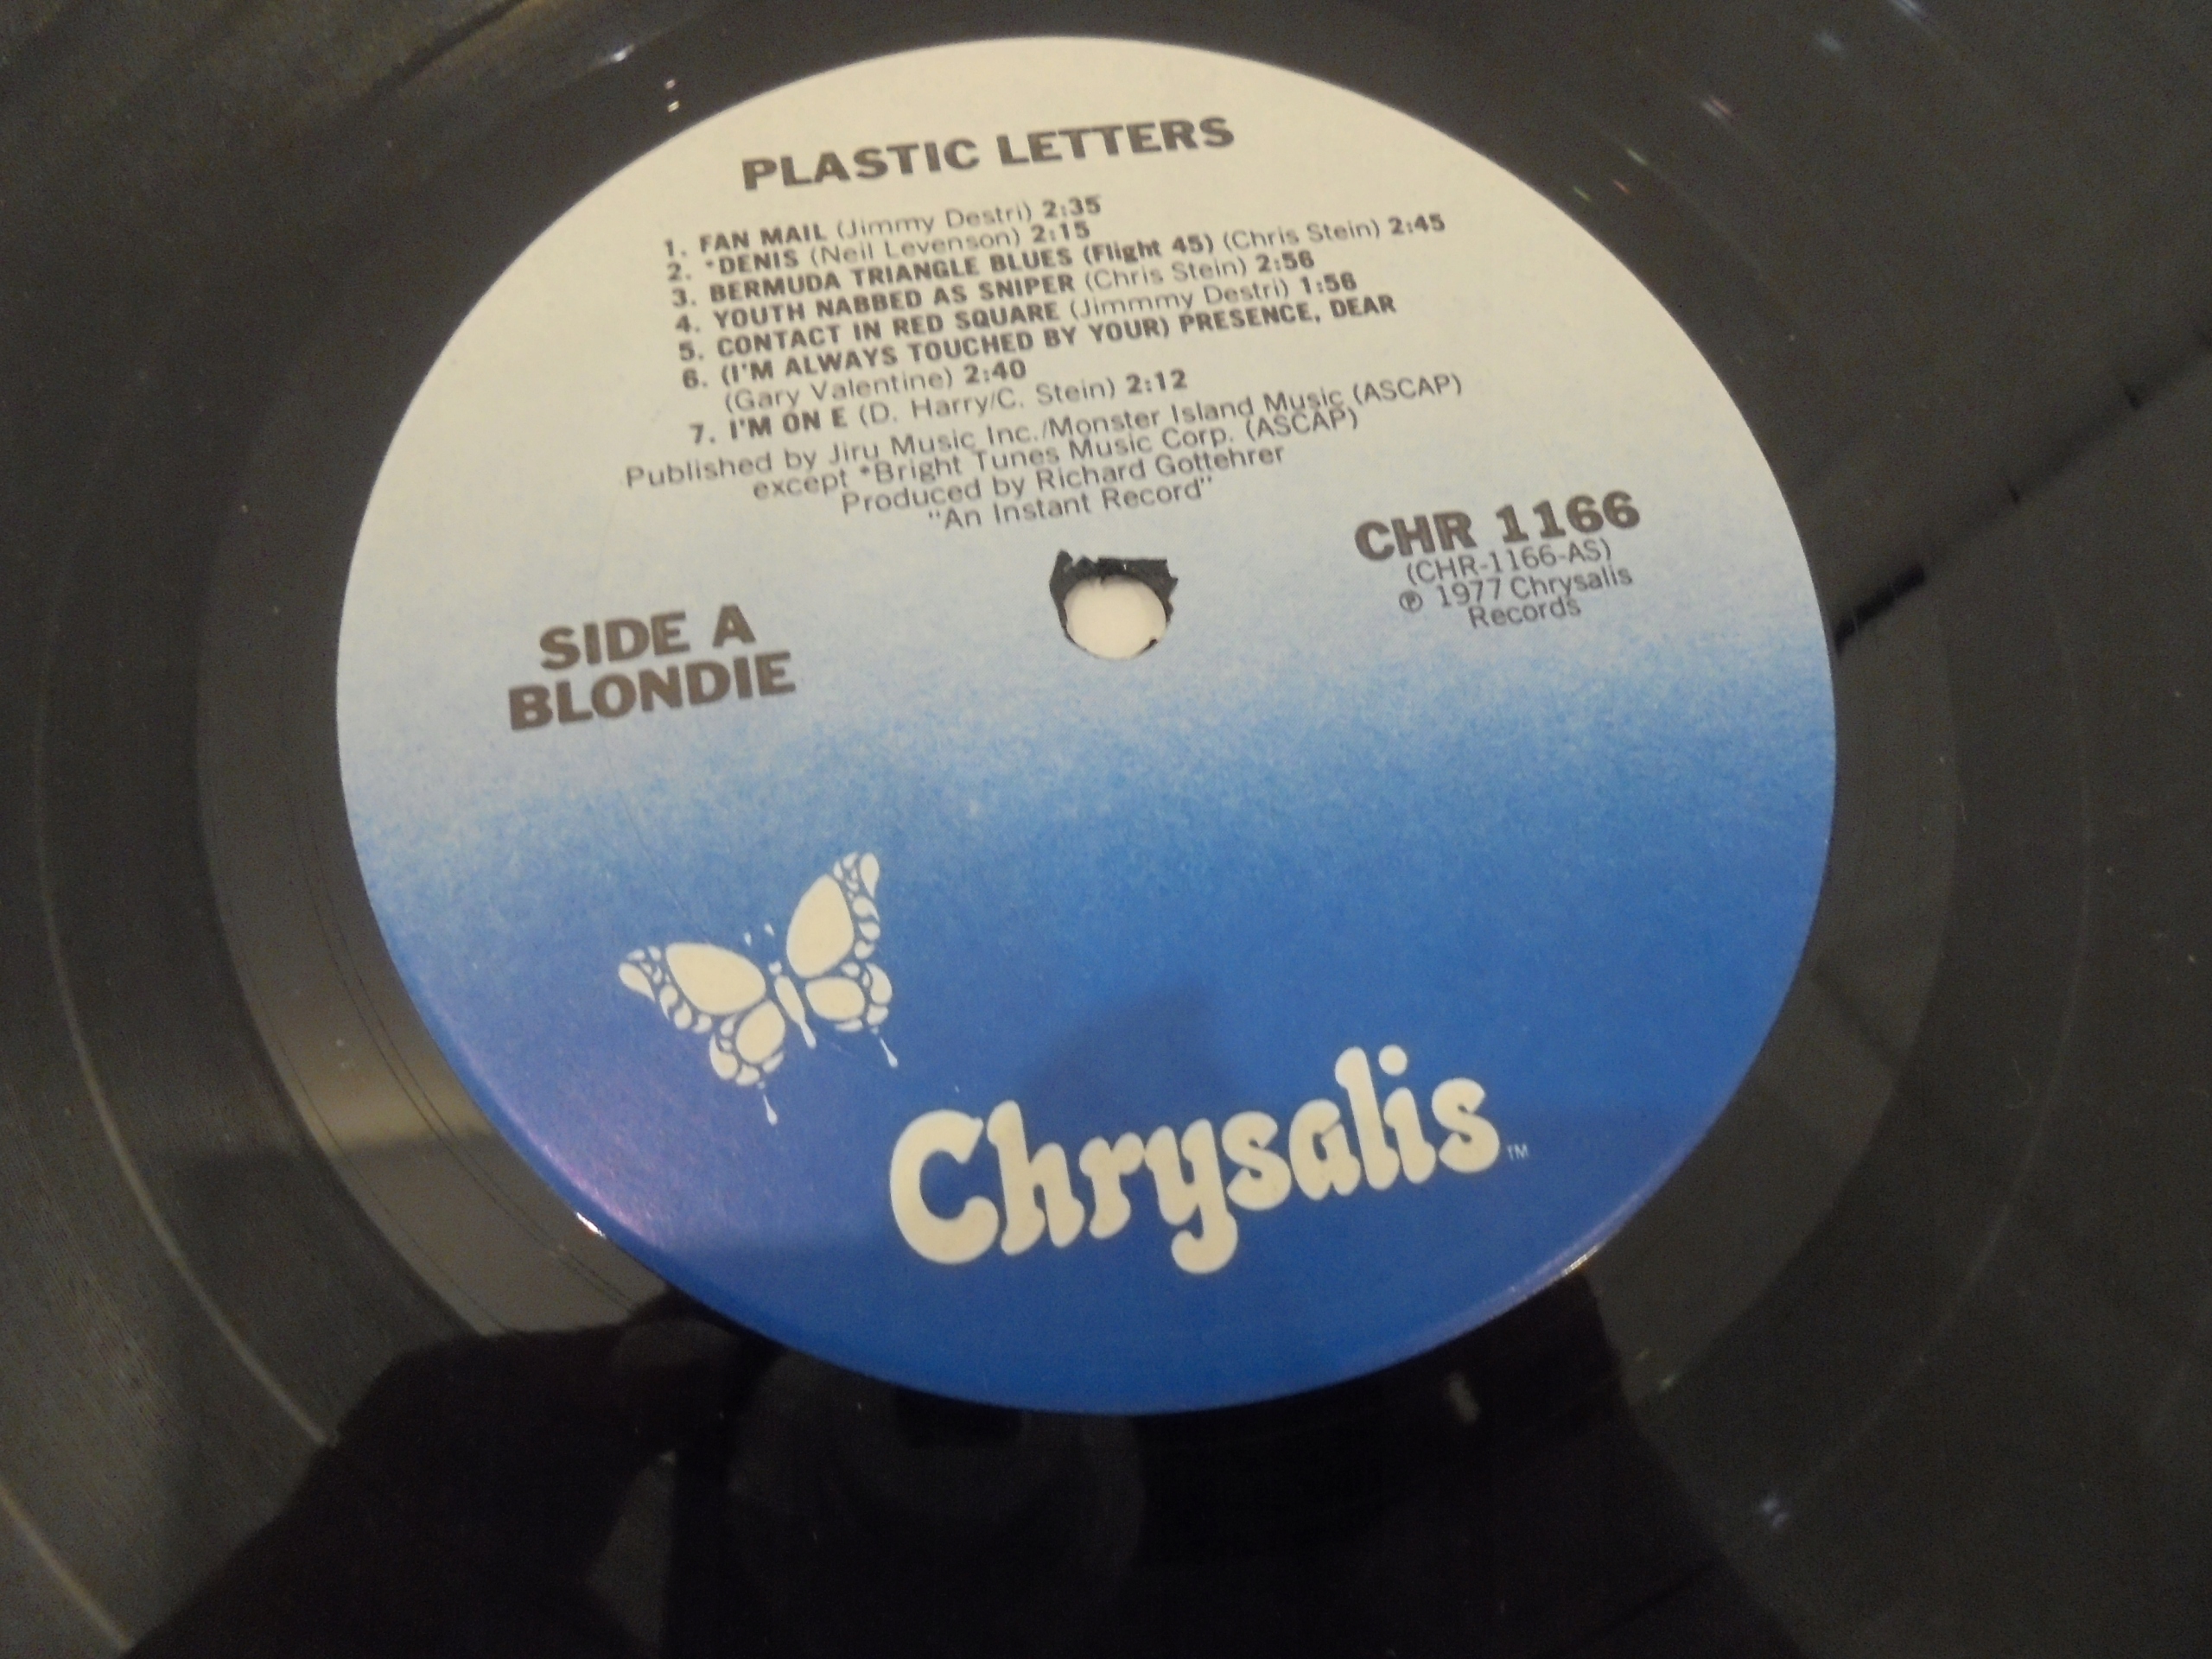 PLASTIC LETTERS
1. FAN MAIL (Jimmy Destri) 2:35
2. *DENIS (Neil Levenson) 2:15
3. BERMUDA TRIANGLE BLUES (Flight 45) (Chris Stein) 2:45
4. YOUTH NABBED AS SNIPER (Chris Stein) 2:56
5. CONTACT IN RED SQUARE (Jimmmy Destri) 1:56
6. (I'M ALWAYS TOUCHED BY YOUR) PRESENCE, DEAR
(Gary Valentine) 2:40
7. I'M ON E (D. Harry/C. Stein) 2:12
Published by Jiru Music Inc./Monster Island Music (ASCAP)
except *Bright Tunes Music Corp. (ASCAP)
Produced by Richard Gottehrer
"An Instant Record"
CHR 1166
(CHR-1166-AS)
℗ 1977 Chrysalis
Records
SIDE A
BLONDIE
Chrysalis™